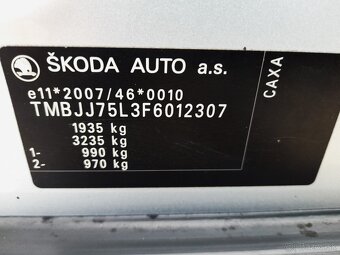 ŠKODA AUTO a.s.
e11*2007/46*0010
TMBJJ75L3F6012307
1935 kg
3235 kg
1- 990 kg
2- 970 kg
CAXA